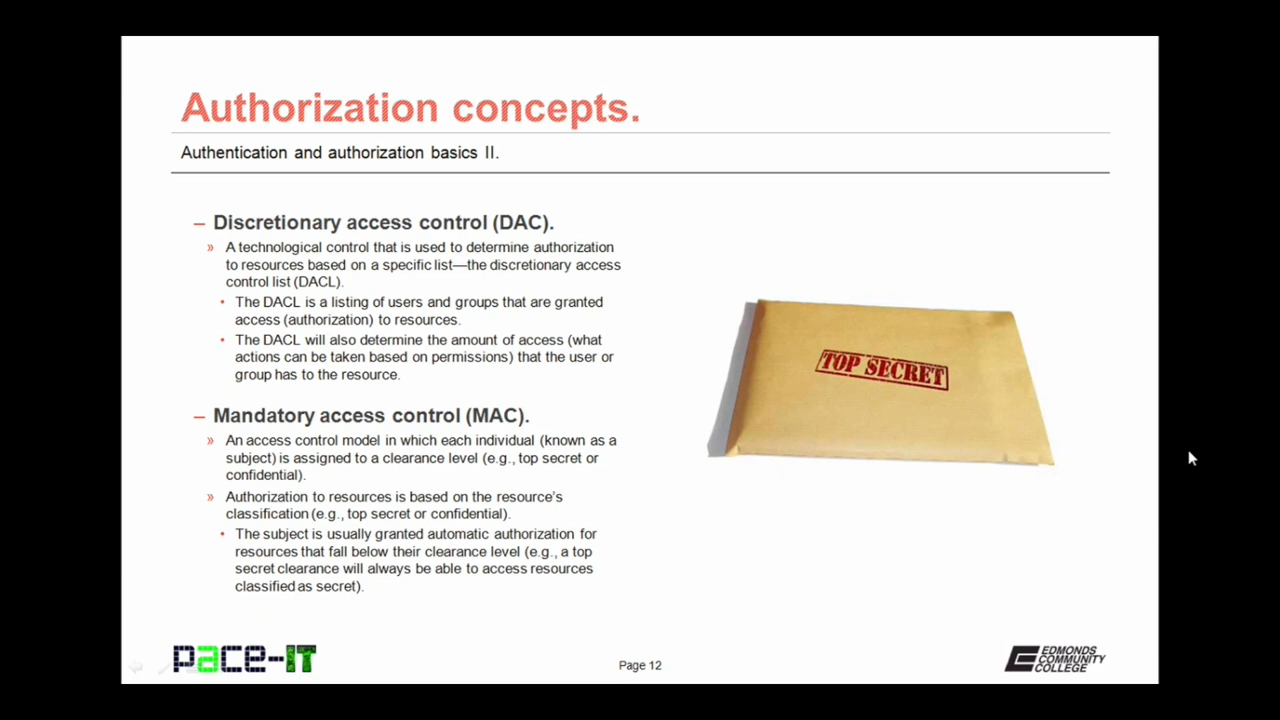 Authorization concepts.
Authentication and authorization basics II.
– Discretionary access control (DAC).
» A technological control that is used to determine authorization
to resources based on a specific list—the discretionary access
control list (DACL).
• The DACL is a listing of users and groups that are granted
access (authorization) to resources.
• The DACL will also determine the amount of access (what
actions can be taken based on permissions) that the user or
group has to the resource.
– Mandatory access control (MAC).
» An access control model in which each individual (known as a
subject) is assigned to a clearance level (e.g., top secret or
confidential).
» Authorization to resources is based on the resource’s
classification (e.g., top secret or confidential).
• The subject is usually granted automatic authorization for
resources that fall below their clearance level (e.g., a top
secret clearance will always be able to access resources
classified as secret).
TOP SECRET
pace-IT
Page 12
EDMONDS
COMMUNITY
COLLEGE